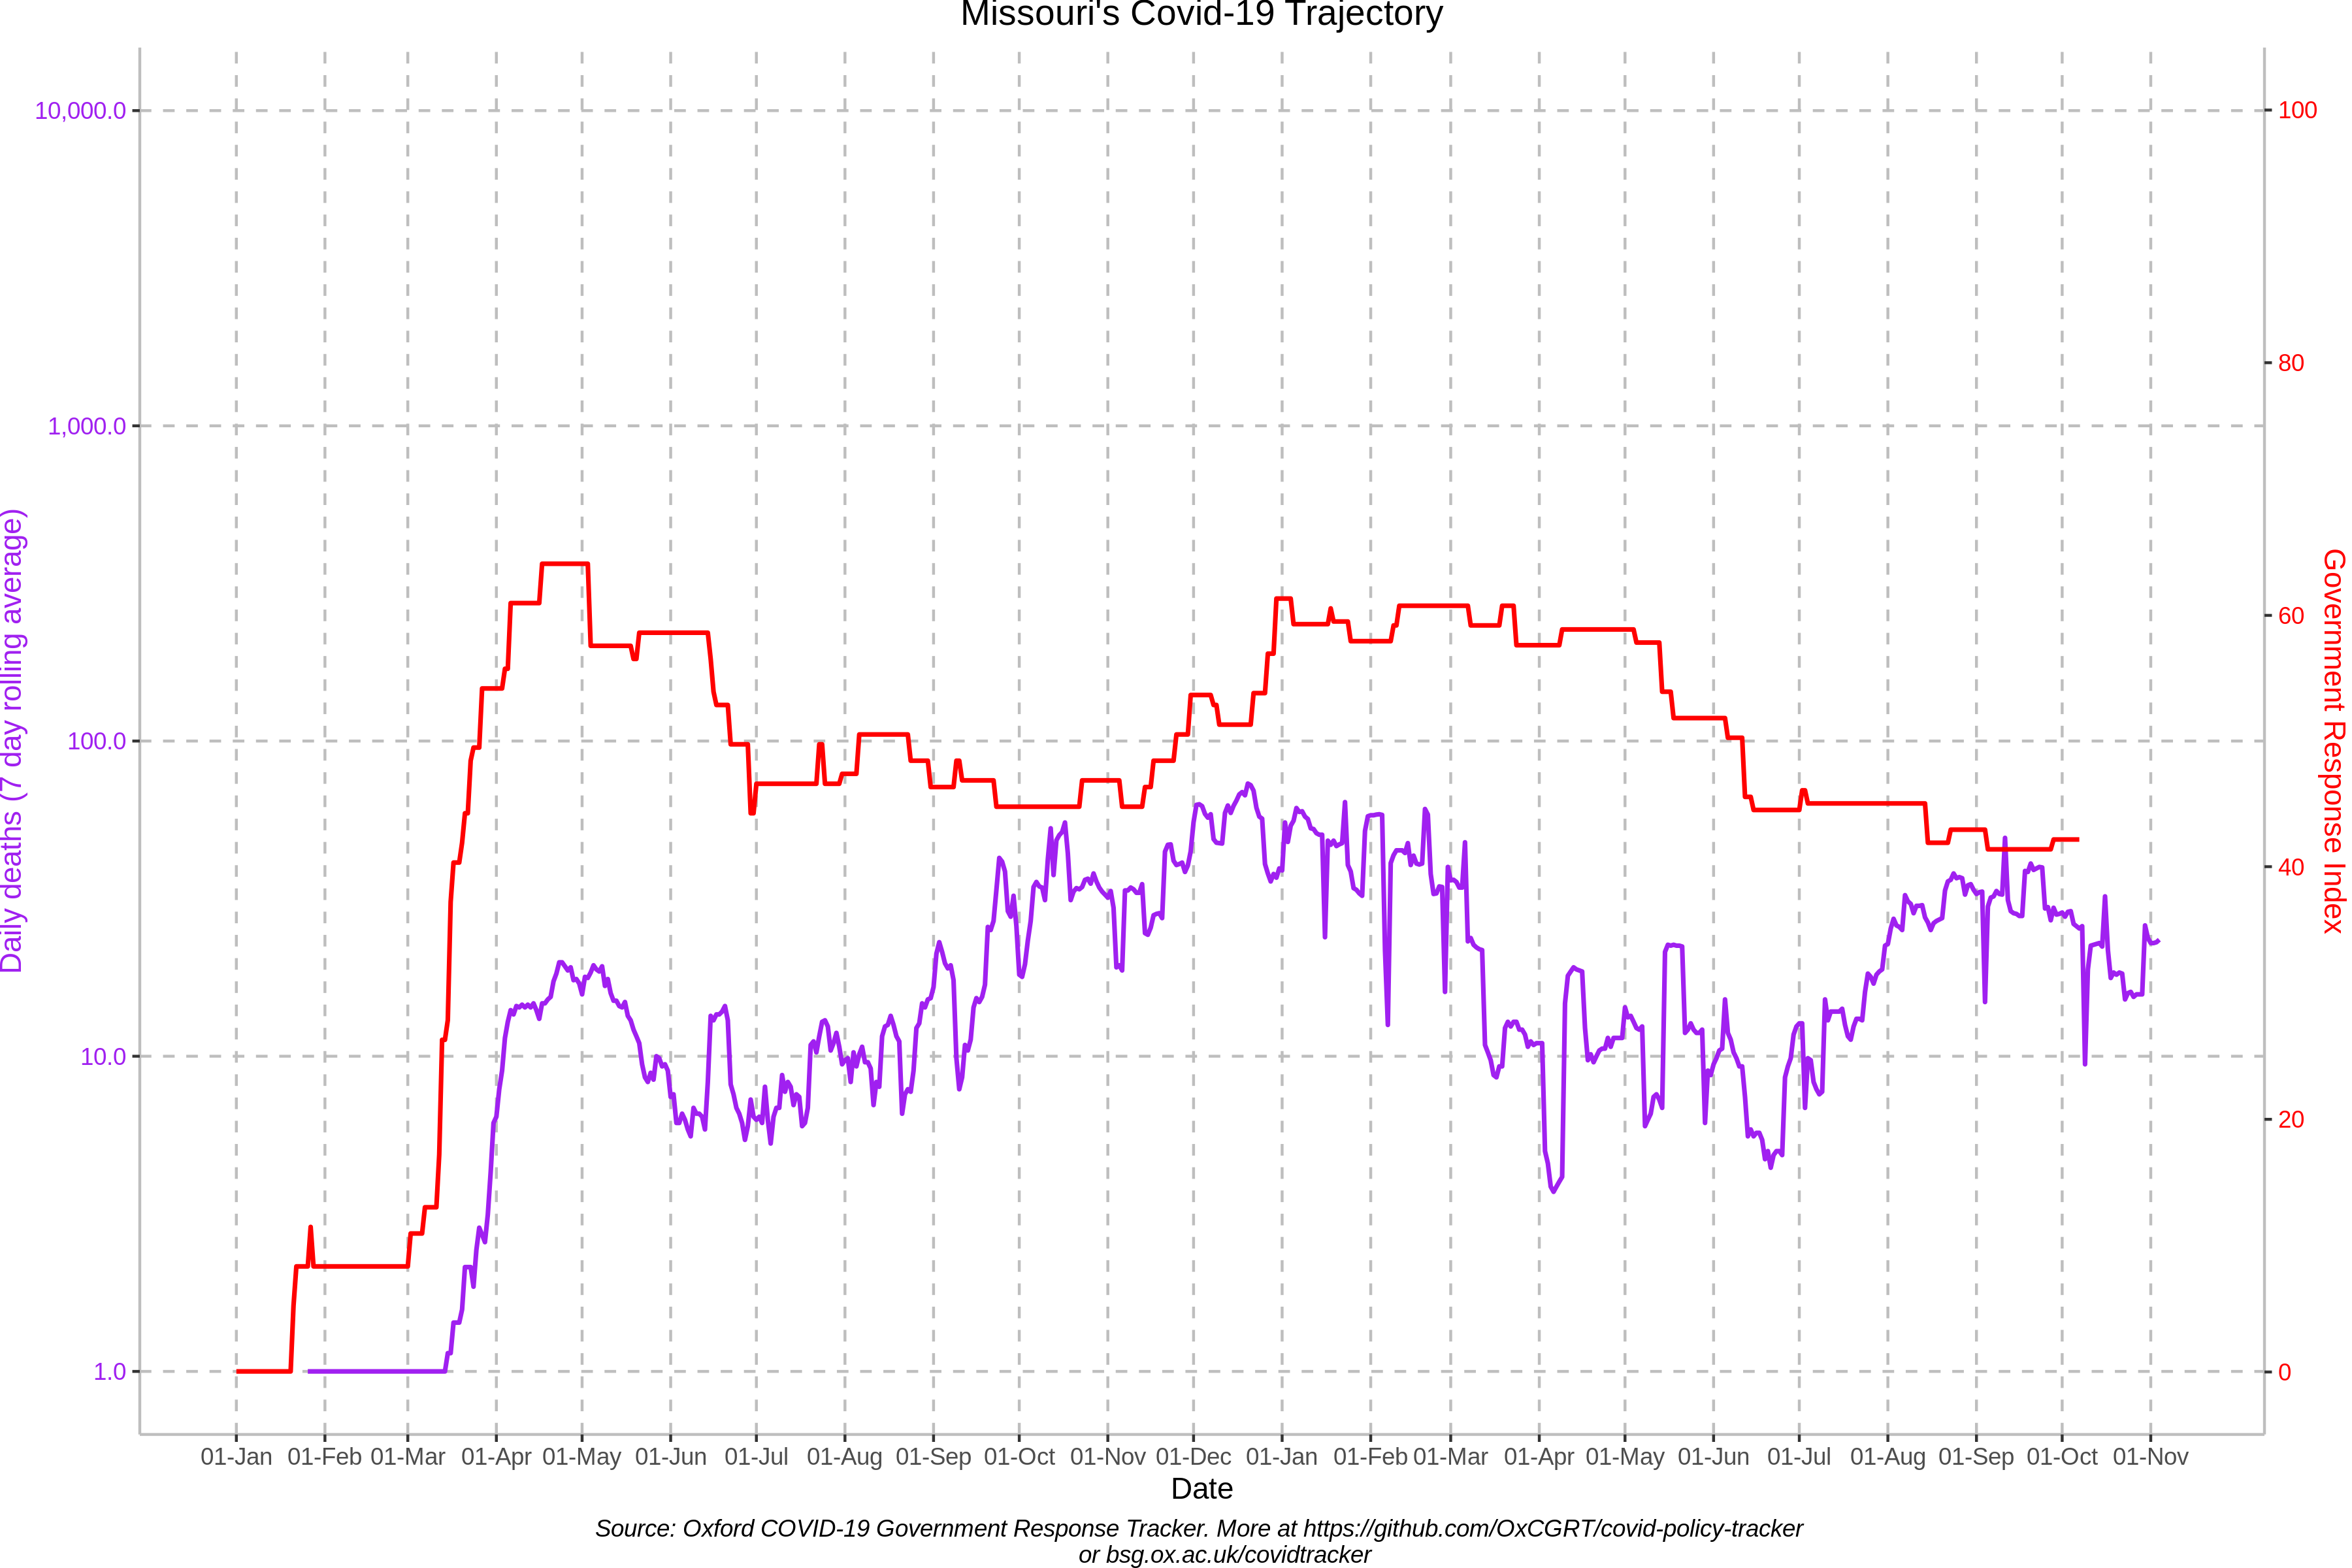 Missouri's Covid-19 Trajectory
10,000.0
1,000.0
100.0
10.0
1.0
Daily deaths (7 day rolling average)
100
80
60
40
20
0
Government Response Index
01-Jan 01-Feb 01-Mar 01-Apr 01-May 01-Jun 01-Jul 01-Aug 01-Sep 01-Oct 01-Nov 01-Dec 01-Jan 01-Feb 01-Mar 01-Apr 01-May 01-Jun 01-Jul 01-Aug 01-Sep 01-Oct 01-Nov
Date
Source: Oxford COVID-19 Government Response Tracker. More at https://github.com/OxCGRT/covid-policy-tracker
or bsg.ox.ac.uk/covidtracker